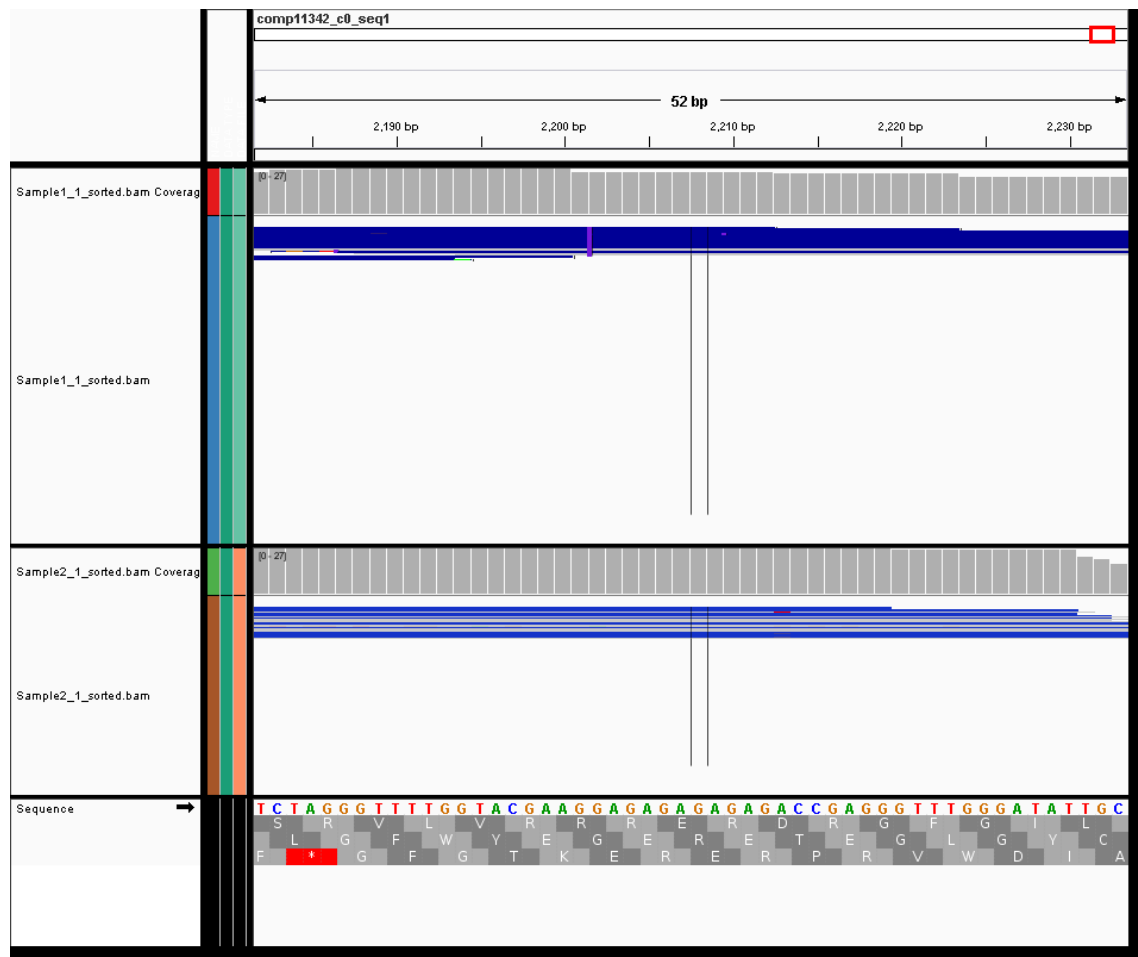 comp11342_c0_seq1
52 bp
2,190 bp 2,200 bp 2,210 bp 2,220 bp 2,230 bp
Sample1_1_sorted.bam Coverag
[0 - 27]
Sample1_1_sorted.bam
Sample2_1_sorted.bam Coverag
[0 - 27]
Sample2_1_sorted.bam
Sequence
T C T A G G G T T T T G G T A C G A A G G A G A G A G A G A G A C C G A G G G T T T G G G A T A T T G C
S R V L V R R R E R D R G F G I L
L G F W Y E G E R E T E G L G Y C
F * G F G T K E R E R P R V W D I A